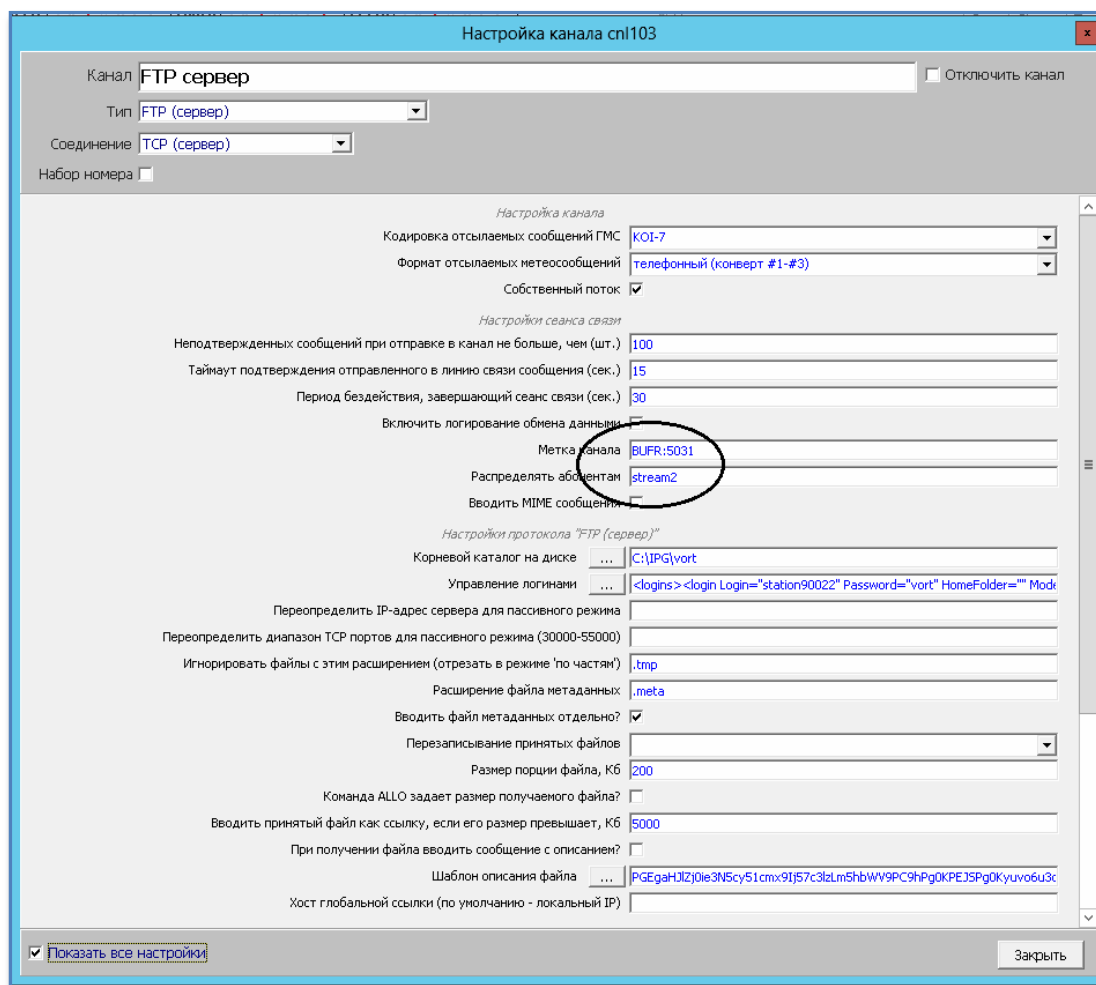 Настройка канала cnl103
x
Канал FTP сервер Отключить канал
Тип FTP (сервер)
Соединение TCP (сервер)
Набор номера
Настройка канала
Кодировка отсылаемых сообщений ГМС KOI-7
Формат отсылаемых метеосообщений телефонный (конверт #1-#3)
Собственный поток
Настройки сеанса связи
Неподтвержденных сообщений при отправке в канал не больше, чем (шт.) 100
Таймаут подтверждения отправленного в линию связи сообщения (сек.) 15
Период бездействия, завершающий сеанс связи (сек.) 30
Включить логирование обмена данными
Метка канала BUFR:5031
Распределять абонентам stream2
Вводить MIME сообщения
Настройки протокола "FTP (сервер)"
Корневой каталог на диске ... C:\IPG\vort
Управление логинами ... <logins><login Login="station90022" Password="vort" HomeFolder="" Mode
Переопределить IP-адрес сервера для пассивного режима
Переопределить диапазон TCP портов для пассивного режима (30000-55000)
Игнорировать файлы с этим расширением (отрезать в режиме 'по частям') .tmp
Расширение файла метаданных .meta
Вводить файл метаданных отдельно?
Перезаписывание принятых файлов
Размер порции файла, Кб 200
Команда ALLO задает размер получаемого файла?
Вводить принятый файл как ссылку, если его размер превышает, Кб 5000
При получении файла вводить сообщение с описанием?
Шаблон описания файла ...
Хост глобальной ссылки (по умолчанию - локальный IP)
Показать все настройки Закрыть